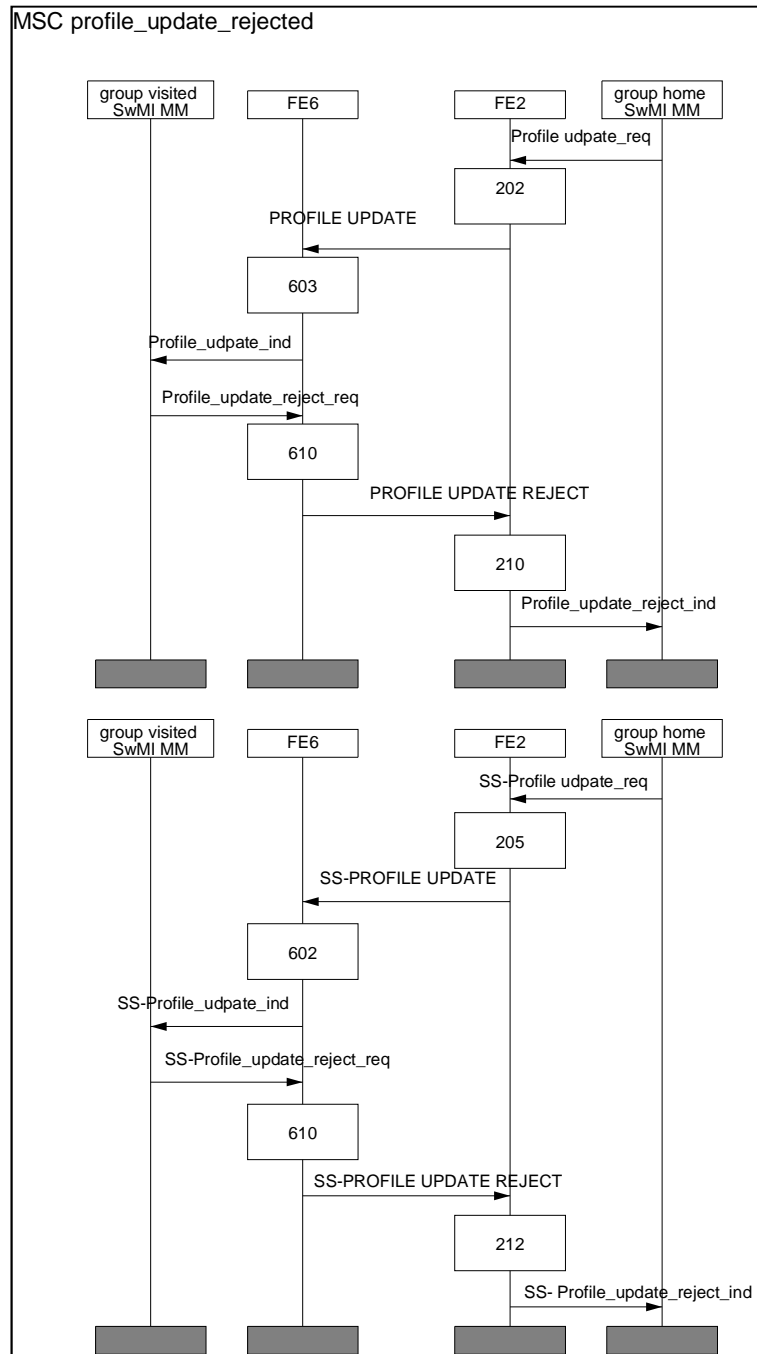 MSC profile_update_rejected
group visited
SwMI MM
FE6
FE2
group home
SwMI MM
Profile udpate_req
202
PROFILE UPDATE
603
Profile_udpate_ind
Profile_update_reject_req
610
PROFILE UPDATE REJECT
210
Profile_update_reject_ind
group visited
SwMI MM
FE6
FE2
group home
SwMI MM
SS-Profile udpate_req
205
SS-PROFILE UPDATE
602
SS-Profile_udpate_ind
SS-Profile_update_reject_req
610
SS-PROFILE UPDATE REJECT
212
SS- Profile_update_reject_ind